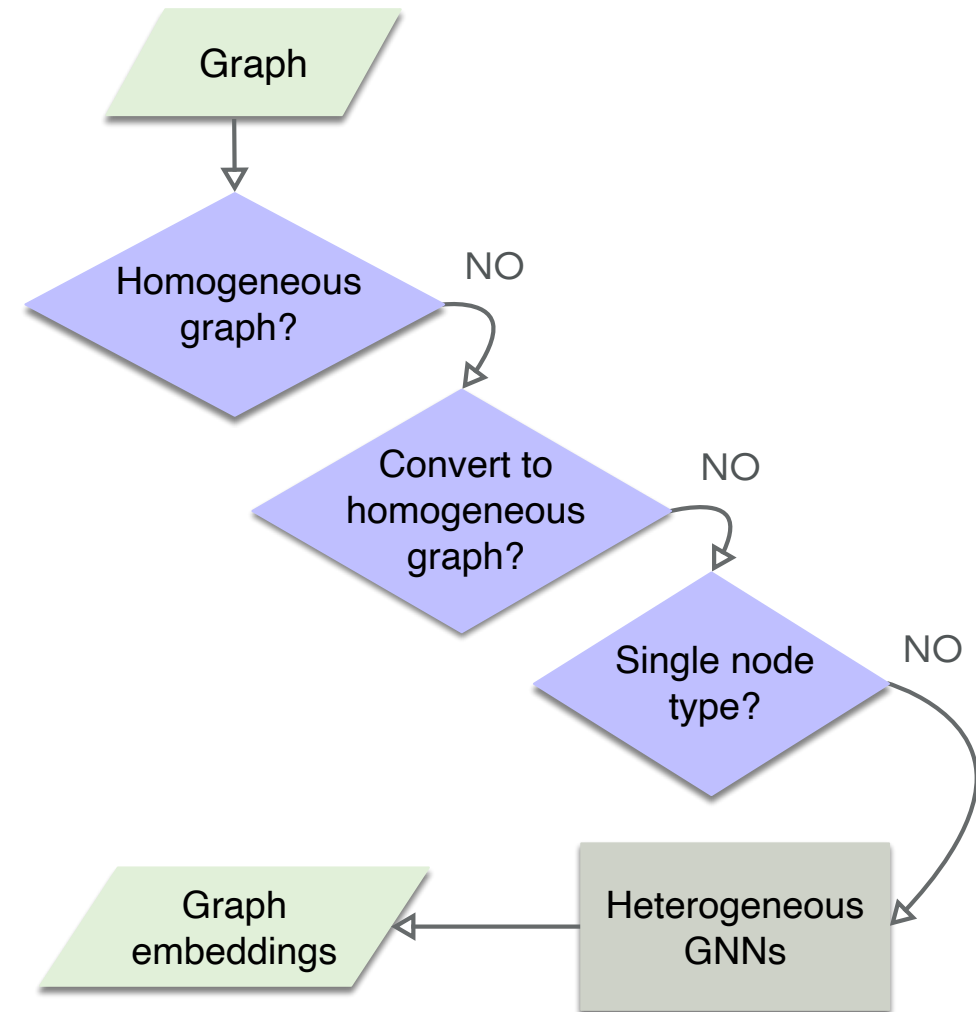 Graph
Homogeneous
graph?
NO
Convert to
homogeneous
graph?
NO
Single node
type?
NO
Heterogeneous
GNNs
Graph
embeddings